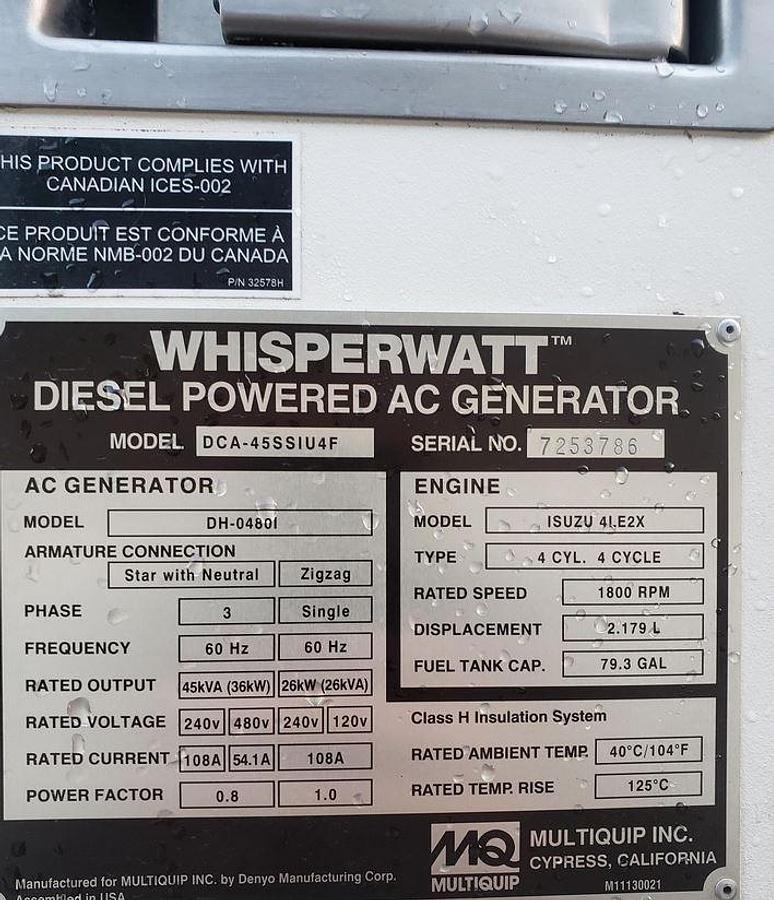 HIS PRODUCT COMPLIES WITH
CANADIAN ICES-002
CE PRODUIT EST CONFORME À
A NORME NMB-002 DU CANADA
P/N 32578H
WHISPERWATT™
DIESEL POWERED AC GENERATOR
MODEL DCA-45SSIU4F SERIAL NO. 7253786
AC GENERATOR
MODEL DH-0480I
ARMATURE CONNECTION
Star with Neutral Zigzag
PHASE 3 Single
FREQUENCY 60 Hz 60 Hz
RATED OUTPUT 45kVA (36kW) 26kW (26kVA)
RATED VOLTAGE 240v 480v 240v 120v
RATED CURRENT 108A 54.1A 108A
POWER FACTOR 0.8 1.0
ENGINE
MODEL ISUZU 4LE2X
TYPE 4 CYL. 4 CYCLE
RATED SPEED 1800 RPM
DISPLACEMENT 2.179 L
FUEL TANK CAP. 79.3 GAL
Class H Insulation System
RATED AMBIENT TEMP. 40°C/104°F
RATED TEMP. RISE 125°C
MQ
MULTIQUIP
MULTIQUIP INC.
CYPRESS, CALIFORNIA
M11130021
Manufactured for MULTIQUIP INC. by Denyo Manufacturing Corp.
Assembled in USA